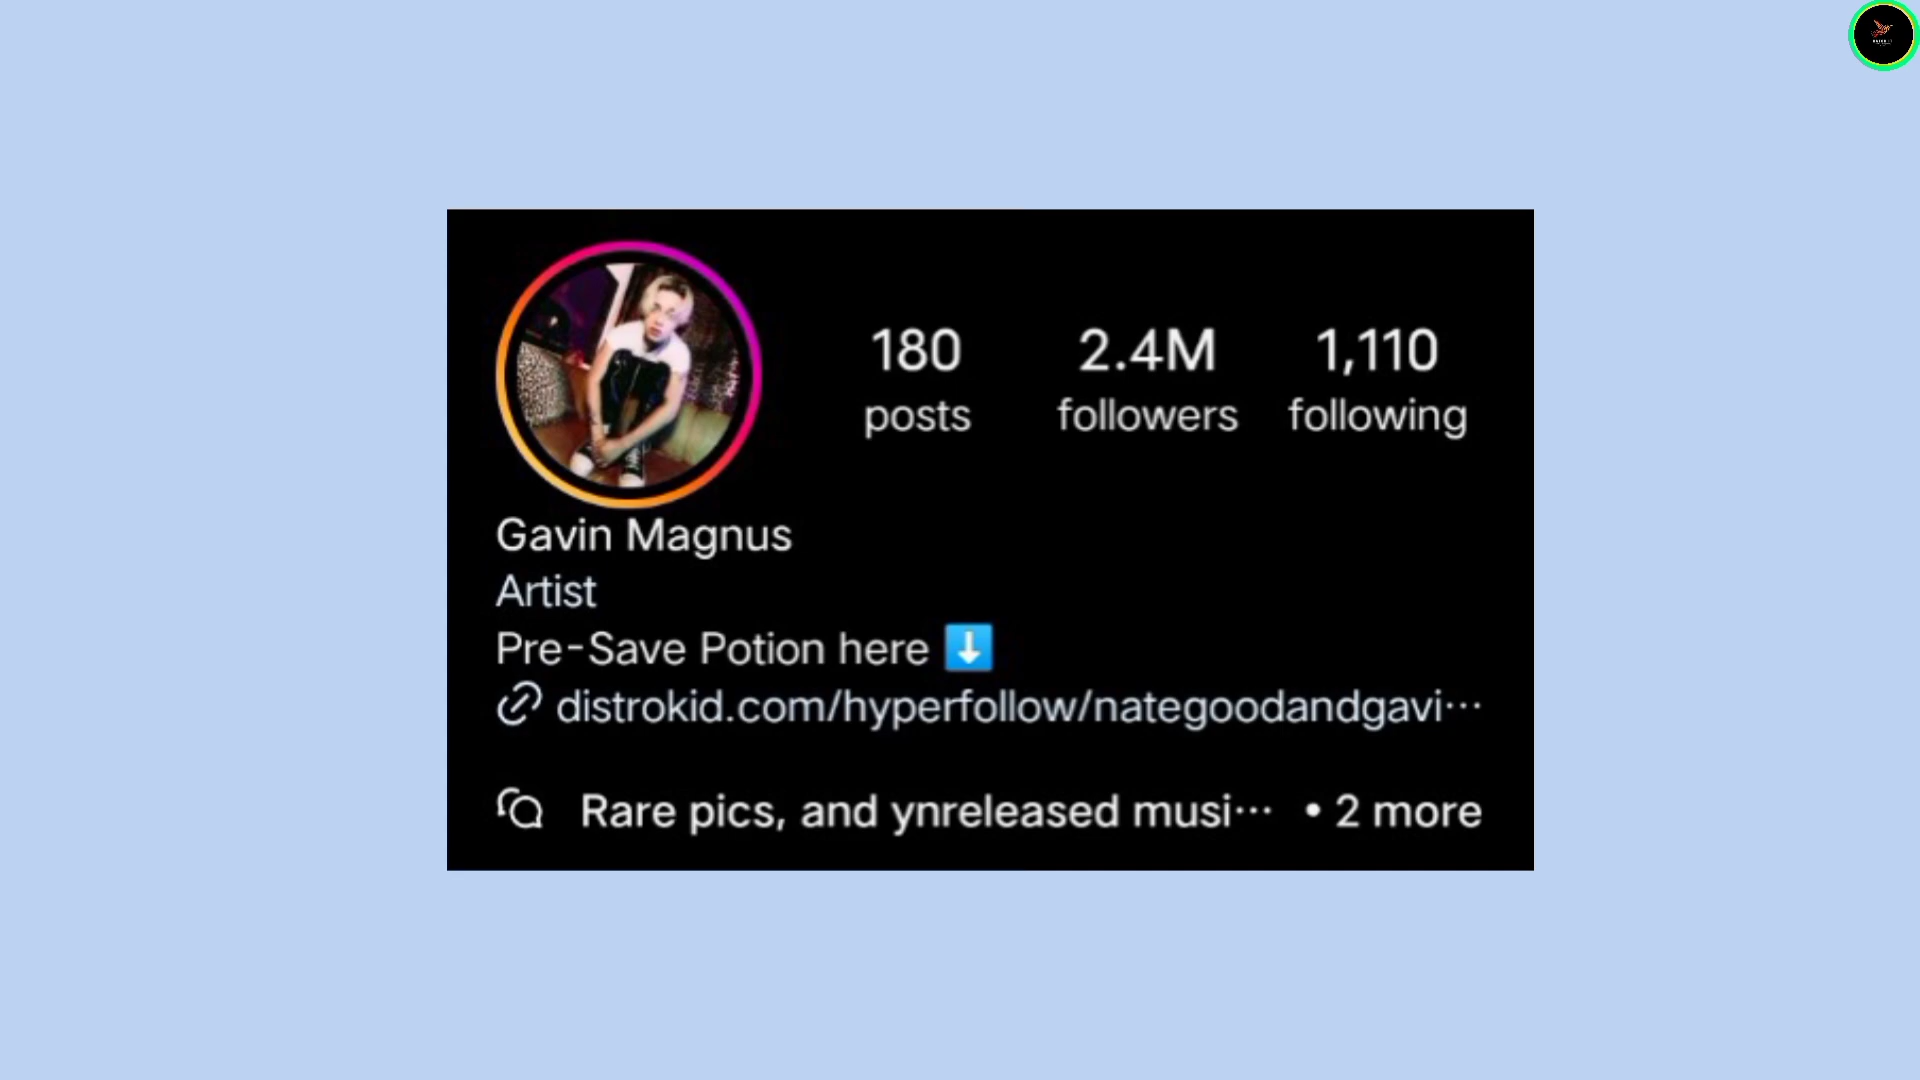 180 2.4M 1,110
posts followers following
Gavin Magnus
Artist
Pre-Save Potion here ⬇️
distrokid.com/hyperfollow/nategoodandgavi...
Rare pics, and ynreleased musi... • 2 more